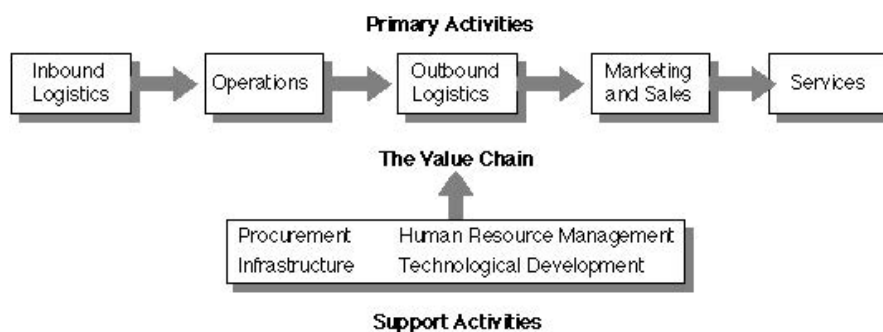 Primary Activities
Inbound
Logistics
Operations
Outbound
Logistics
Marketing
and Sales
Services
The Value Chain
Procurement Human Resource Management
Infrastructure Technological Development
Support Activities